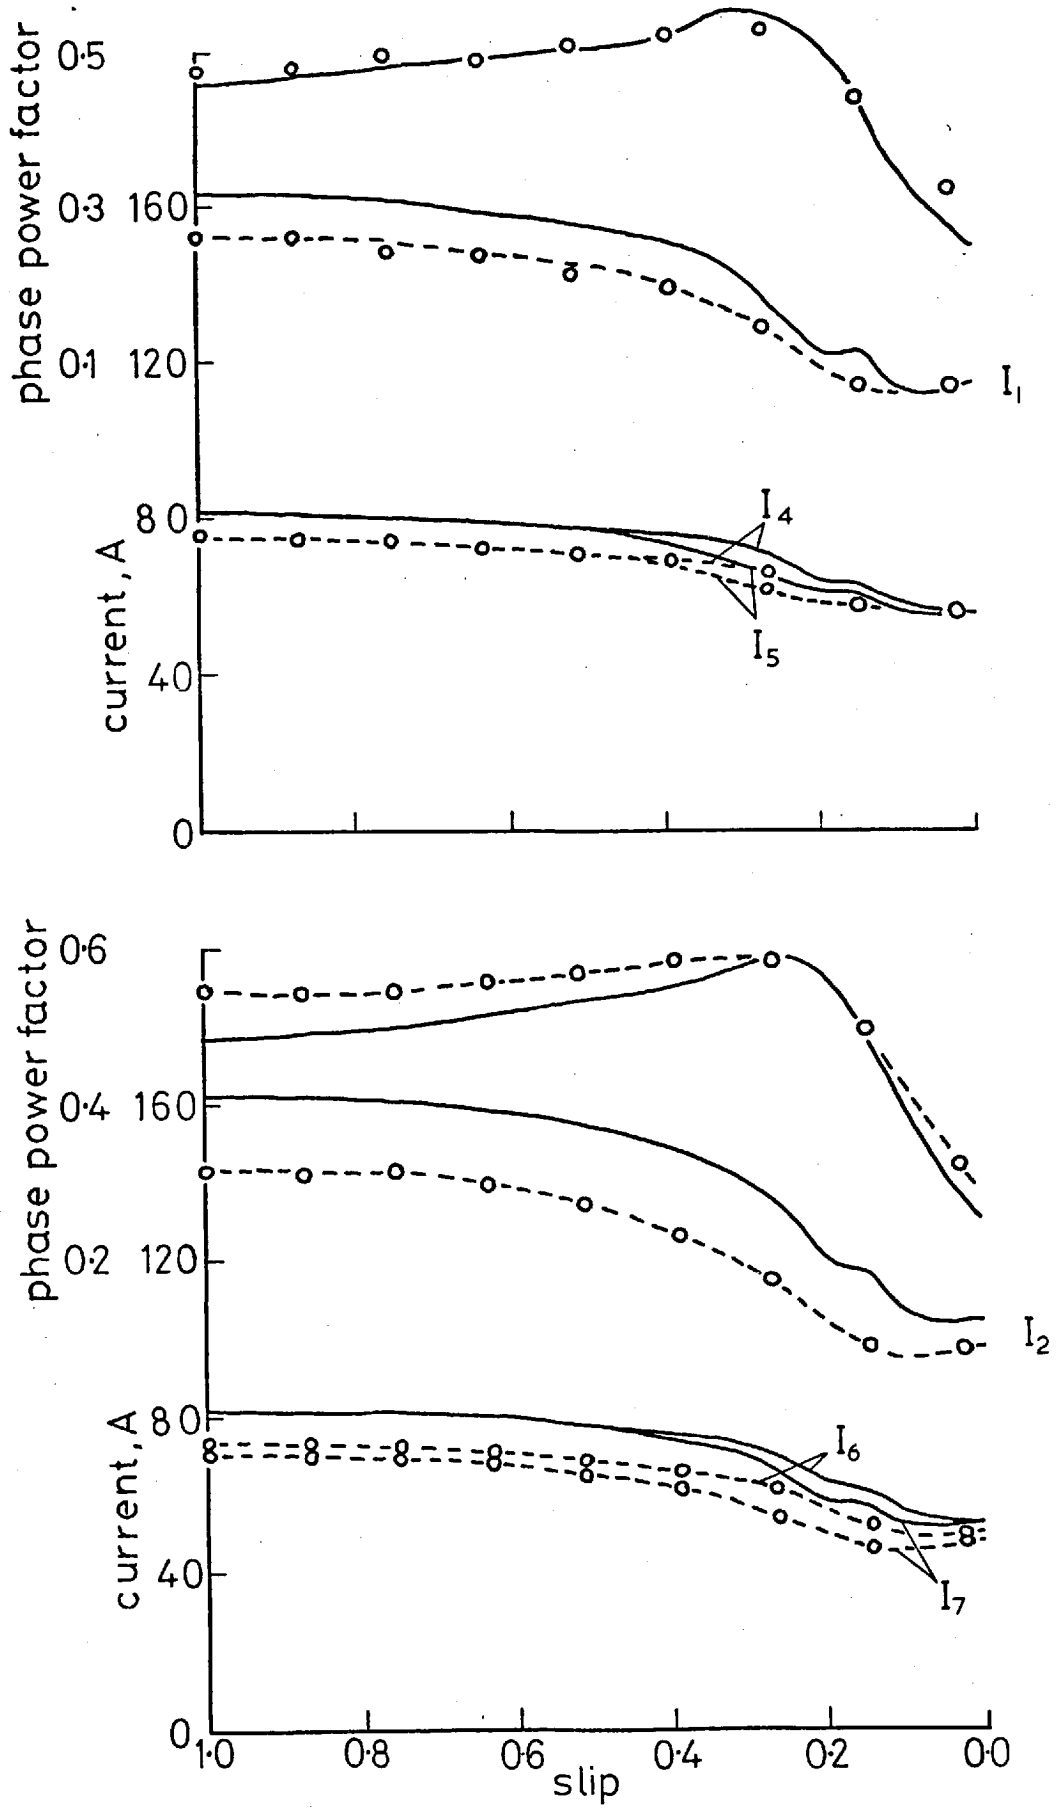 phase power factor
0.5
0.3 160
0.1 120
I1
80
I4
current, A
I5
40
0
phase power factor
0.6
0.4 160
0.2 120
I2
80
I6
current, A
40
I7
0
1.0 0.8 0.6 0.4 0.2 0.0
slip